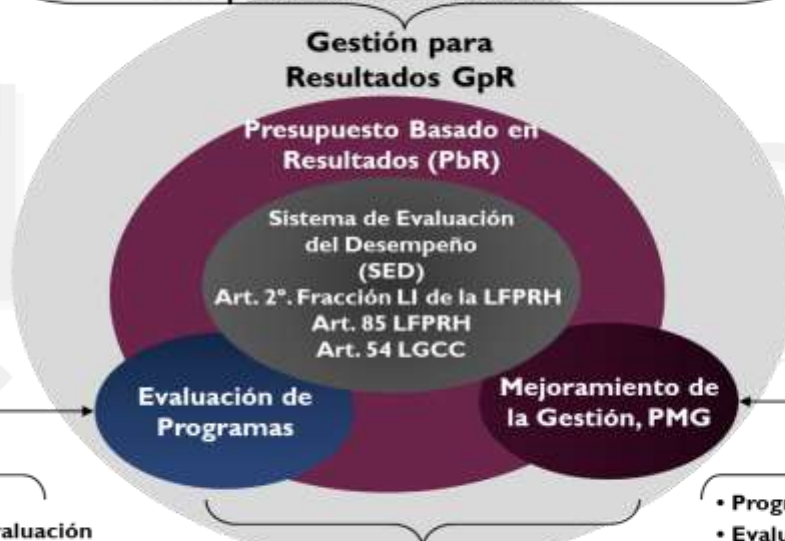 Gestión para
Resultados GpR
Presupuesto Basado en
Resultados (PbR)
Sistema de Evaluación
del Desempeño
(SED)
Art. 2°. Fracción LI de la LFPRH
Art. 85 LFPRH
Art. 54 LGCC
Evaluación de
Programas
Mejoramiento de
la Gestión, PMG